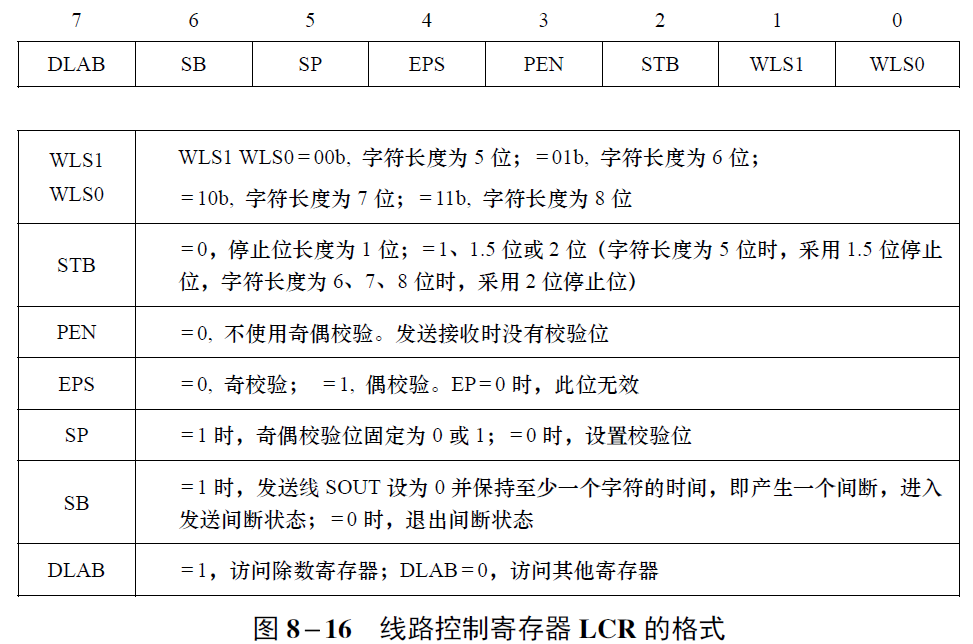 7 6 5 4 3 2 1 0
DLAB SB SP EPS PEN STB WLS1 WLS0
WLS1
WLS0
WLS1 WLS0=00b, 字符长度为 5 位；=01b, 字符长度为 6 位；
=10b, 字符长度为 7 位；=11b, 字符长度为 8 位
STB
=0，停止位长度为 1 位；=1、1.5 位或 2 位（字符长度为 5 位时，采用 1.5 位停止
位，字符长度为 6、7、8 位时，采用 2 位停止位）
PEN
=0, 不使用奇偶校验。发送接收时没有校验位
EPS
=0, 奇校验； =1, 偶校验。EP=0 时，此位无效
SP
=1 时，奇偶校验位固定为 0 或 1；=0 时，设置校验位
SB
=1 时，发送线 SOUT 设为 0 并保持至少一个字符的时间，即产生一个间断，进入
发送间断状态；=0 时，退出间断状态
DLAB
=1，访问除数寄存器；DLAB=0，访问其他寄存器
图 8-16 线路控制寄存器 LCR 的格式